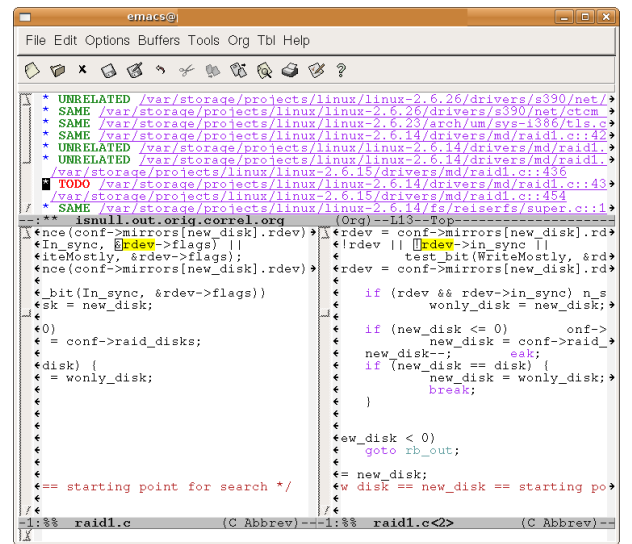 emacs@
File Edit Options Buffers Tools Org Tbl Help
* UNRELATED /var/storage/projects/linux/linux-2.6.26/drivers/s390/net/
* SAME /var/storage/projects/linux/linux-2.6.26/drivers/s390/net/ctcm_
* SAME /var/storage/projects/linux/linux-2.6.23/arch/um/sys-i386/tls.c
* SAME /var/storage/projects/linux/linux-2.6.14/drivers/md/raid1.c::42
* UNRELATED /var/storage/projects/linux/linux-2.6.14/drivers/md/raid1.
* UNRELATED /var/storage/projects/linux/linux-2.6.14/drivers/md/raid1.
/var/storage/projects/linux/linux-2.6.15/drivers/md/raid1.c::436
* TODO /var/storage/projects/linux/linux-2.6.14/drivers/md/raid1.c::43
/var/storage/projects/linux/linux-2.6.15/drivers/md/raid1.c::454
* SAME /var/storage/projects/linux/linux-2.6.14/fs/reiserfs/super.c::1
--:** isnull.out.orig.correl.org (Org)--L13--Top
nce(conf->mirrors[new_disk].rdev)
In_sync, &rdev->flags) ||
iteMostly, &rdev->flags);
nce(conf->mirrors[new_disk].rdev)
_bit(In_sync, &rdev->flags))
sk = new_disk;
0)
= conf->raid_disks;
disk) {
= wonly_disk;
== starting point for search */
-1:%% raid1.c (C Abbrev)--
rdev = conf->mirrors[new_disk].rdev
!rdev || !rdev->in_sync ||
test_bit(WriteMostly, &rd
rdev = conf->mirrors[new_disk].rdev
if (rdev && rdev->in_sync) n_s
wonly_disk = new_disk;
if (new_disk <= 0) onf->
new_disk = conf->raid_
new_disk--; eak;
if (new_disk == disk) {
new_disk = wonly_disk;
break;
}
ew_disk < 0)
goto rb_out;
= new_disk;
w disk == new_disk == starting po
-1:%% raid1.c<2> (C Abbrev)--